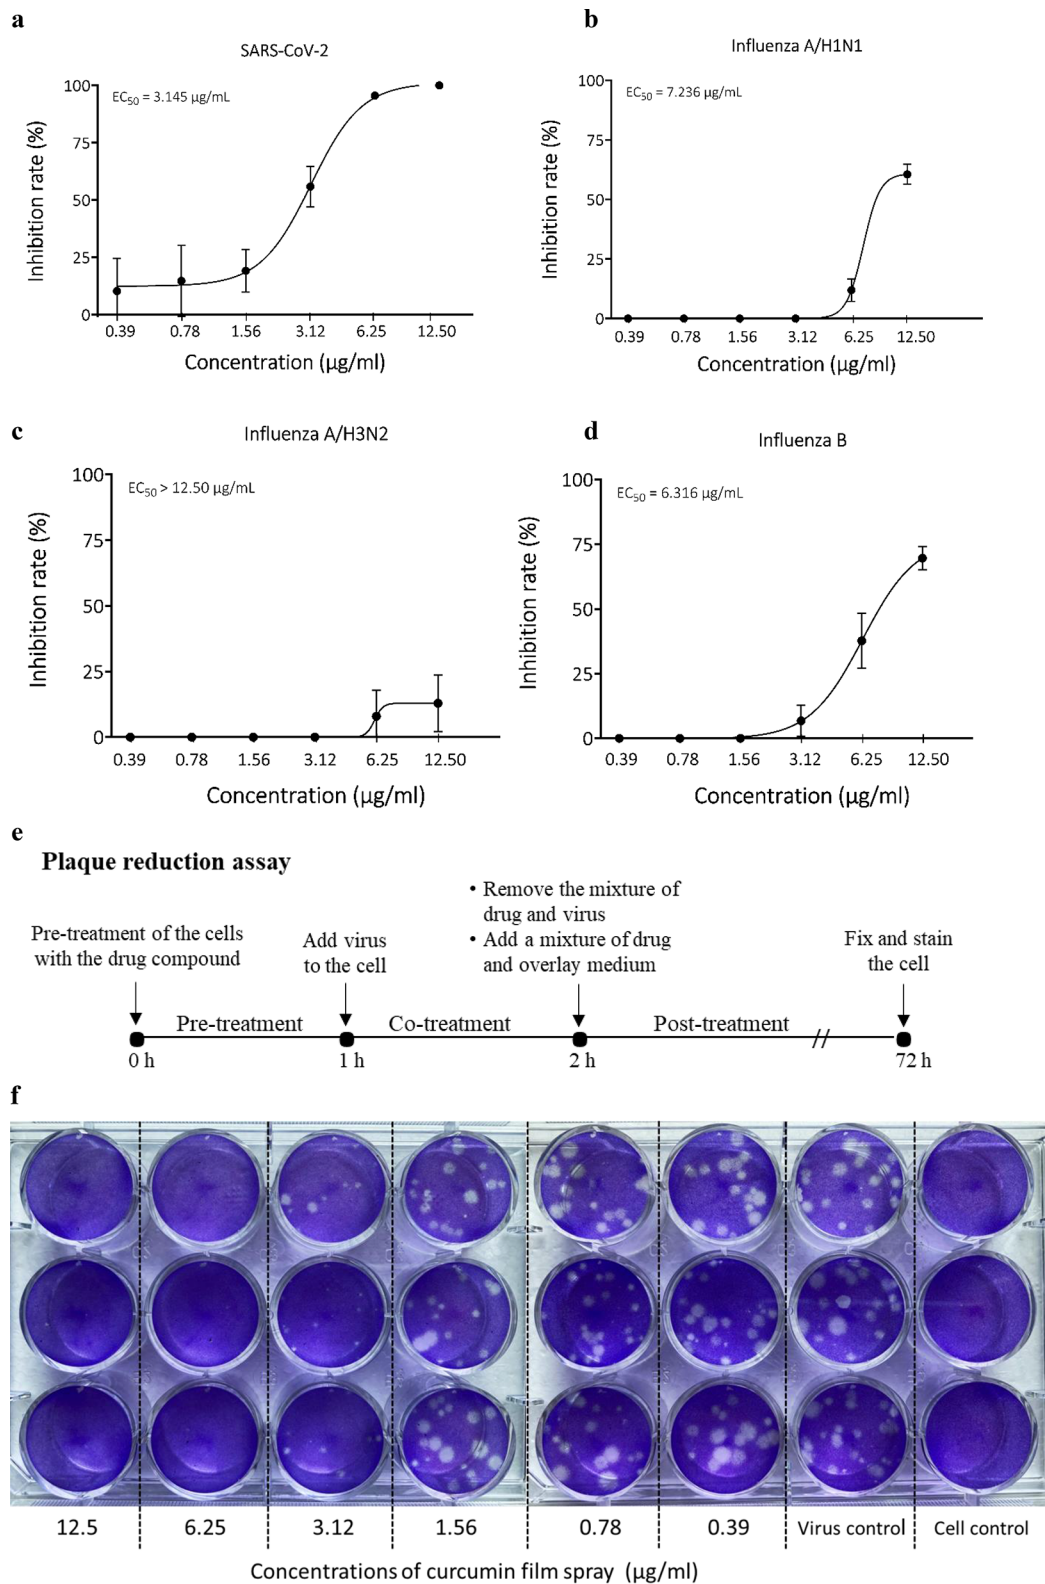 a
SARS-CoV-2
EC50 = 3.145 µg/mL
Inhibition rate (%)
100
75
50
25
0
0.39 0.78 1.56 3.12 6.25 12.50
Concentration (µg/ml)
b
Influenza A/H1N1
EC50 = 7.236 µg/mL
Inhibition rate (%)
100
75
50
25
0
0.39 0.78 1.56 3.12 6.25 12.50
Concentration (µg/ml)
c
Influenza A/H3N2
EC50 > 12.50 µg/mL
Inhibition rate (%)
100
75
50
25
0
0.39 0.78 1.56 3.12 6.25 12.50
Concentration (µg/ml)
d
Influenza B
EC50 = 6.316 µg/mL
Inhibition rate (%)
100
75
50
25
0
0.39 0.78 1.56 3.12 6.25 12.50
Concentration (µg/ml)
e
Plaque reduction assay
Pre-treatment of the cells
with the drug compound
Add virus
to the cell
• Remove the mixture of
drug and virus
• Add a mixture of drug
and overlay medium
Fix and stain
the cell
Pre-treatment Co-treatment Post-treatment
0 h 1 h 2 h 72 h
f
12.5 6.25 3.12 1.56 0.78 0.39 Virus control Cell control
Concentrations of curcumin film spray (µg/ml)